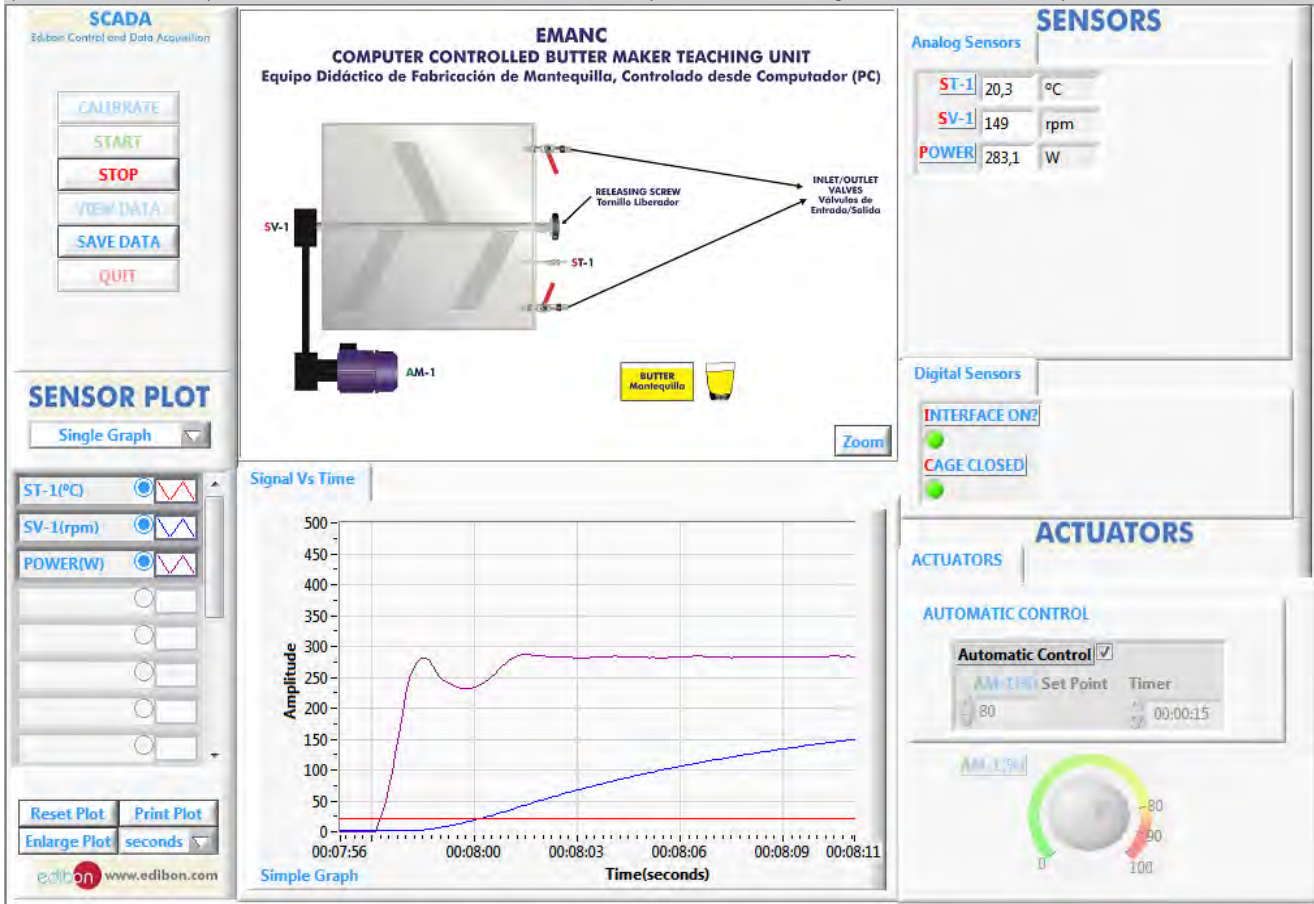 SCADA
Edibon Control and Data Acquisition
CALIBRATE
START
STOP
VIEW DATA
SAVE DATA
QUIT
EMANC
COMPUTER CONTROLLED BUTTER MAKER TEACHING UNIT
Equipo Didáctico de Fabricación de Mantequilla, Controlado desde Computador (PC)
SV-1
RELEASING SCREW
Tornillo Liberador
INLET/OUTLET
VALVES
Válvulas de
Entrada/Salida
ST-1
AM-1
BUTTER
Mantequilla
Zoom
SENSORS
Analog Sensors
ST-1 20,3 ºC
SV-1 149 rpm
POWER 283,1 W
Digital Sensors
INTERFACE ON?
CAGE CLOSED
SENSOR PLOT
Single Graph
ST-1(ºC)
SV-1(rpm)
POWER(W)
Reset Plot Print Plot
Enlarge Plot seconds
edibon www.edibon.com
Signal Vs Time
500
450
400
350
300
250
200
150
100
50
0
Amplitude
00:07:56 00:08:00 00:08:03 00:08:06 00:08:09 00:08:11
Time(seconds)
Simple Graph
ACTUATORS
ACTUATORS
AUTOMATIC CONTROL
Automatic Control
AM-1(%) Set Point Timer
80 00:00:15
AM-1(%)
0 80 90 100